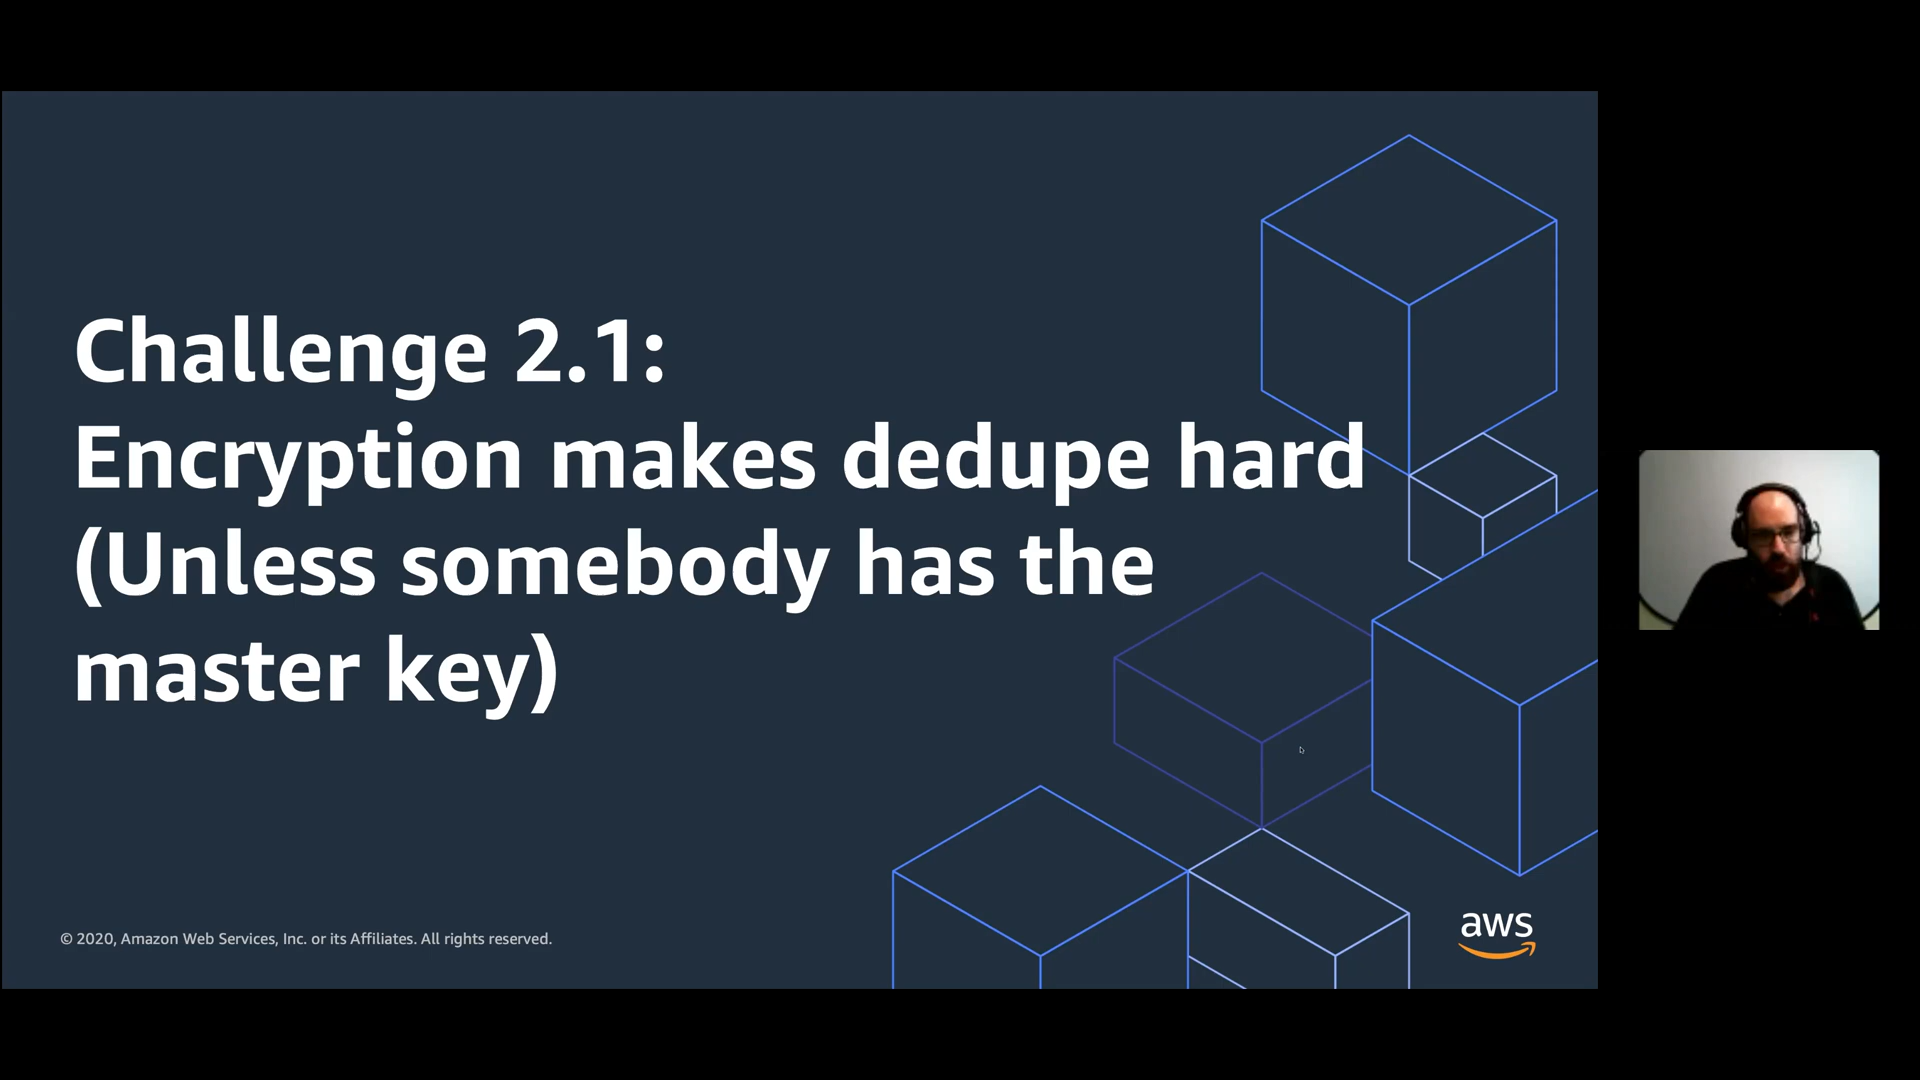 Challenge 2.1:
Encryption makes dedupe hard
(Unless somebody has the
master key)
© 2020, Amazon Web Services, Inc. or its Affiliates. All rights reserved.
aws